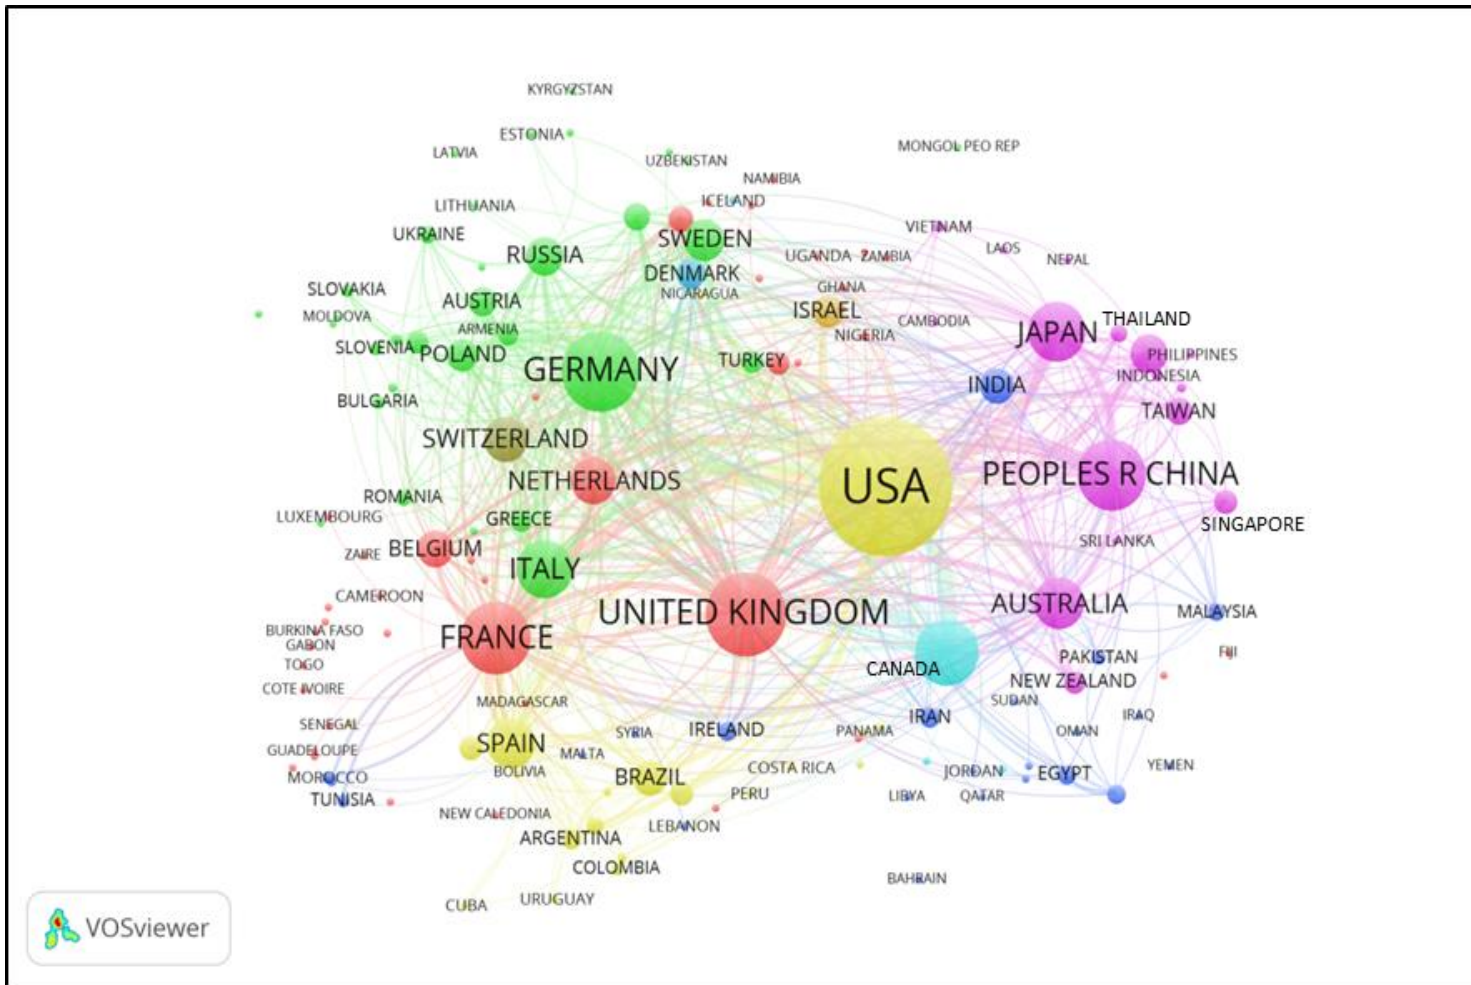 KYRGYZSTAN
ESTONIA
LATVIA
UZBEKISTAN
MONGOL PEO REP
NAMIBIA
ICELAND
LITHUANIA
UKRAINE
SWEDEN
VIETNAM
RUSSIA
LAOS
UGANDA
ZAMBIA
NEPAL
DENMARK
SLOVAKIA
GHANA
NICARAGUA
AUSTRIA
ISRAEL
MOLDOVA
CAMBODIA
THAILAND
ARMENIA
JAPAN
NIGERIA
SLOVENIA
POLAND
PHILIPPINES
TURKEY
GERMANY
INDONESIA
INDIA
BULGARIA
TAIWAN
SWITZERLAND
PEOPLES R CHINA
NETHERLANDS
USA
ROMANIA
LUXEMBOURG
GREECE
SINGAPORE
SRI LANKA
BELGIUM
ZAIRE
ITALY
CAMEROON
AUSTRALIA
UNITED KINGDOM
MALAYSIA
BURKINA FASO
FRANCE
GABON
FIJI
PAKISTAN
TOGO
CANADA
NEW ZEALAND
COTE IVOIRE
MADAGASCAR
SUDAN
IRAQ
IRAN
SENEGAL
IRELAND
PANAMA
OMAN
SYRIA
SPAIN
GUADELOUPE
MALTA
YEMEN
COSTA RICA
BOLIVIA
JORDAN
EGYPT
MOROCCO
BRAZIL
PERU
LIBYA
QATAR
TUNISIA
NEW CALEDONIA
LEBANON
ARGENTINA
COLOMBIA
BAHRAIN
URUGUAY
CUBA
VOSviewer